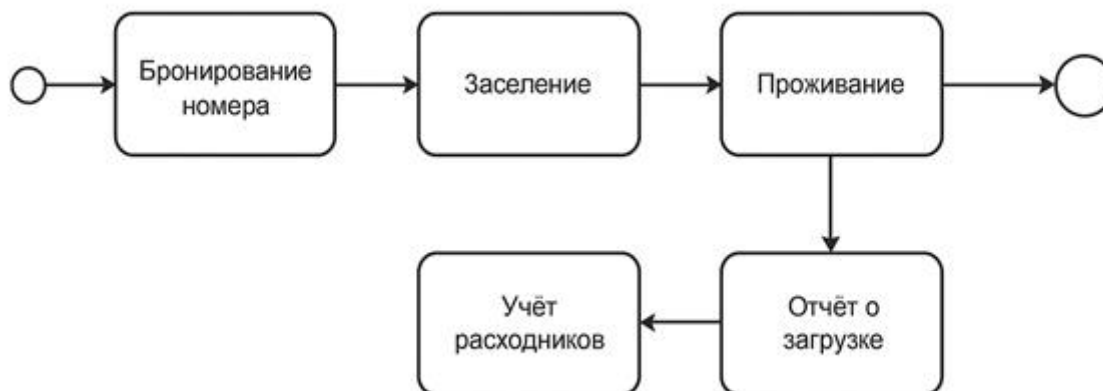 Бронирование
номера
Заселение
Проживание
Учёт
расходников
Отчёт о
загрузке